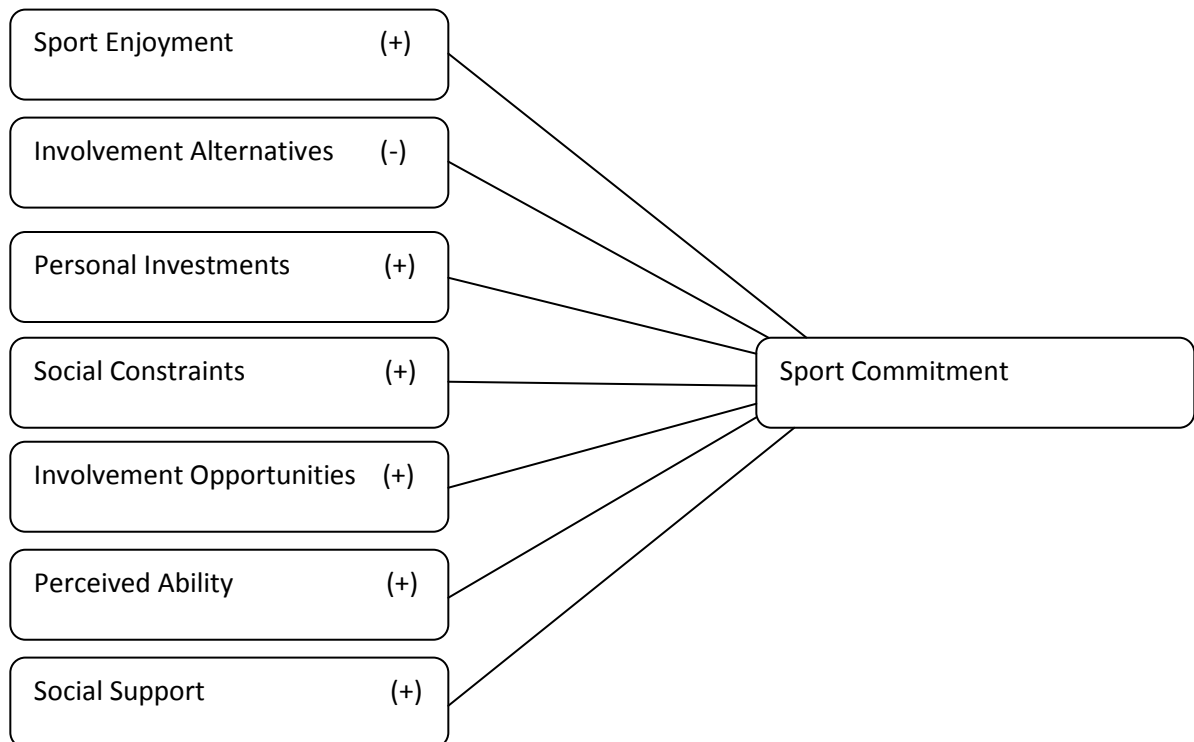 Sport Enjoyment (+)
Involvement Alternatives (-)
Personal Investments (+)
Social Constraints (+)
Sport Commitment
Involvement Opportunities (+)
Perceived Ability (+)
Social Support (+)